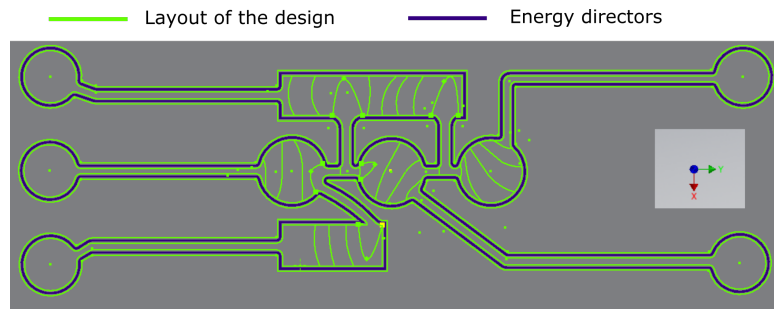 Layout of the design
Energy directors
Y
X